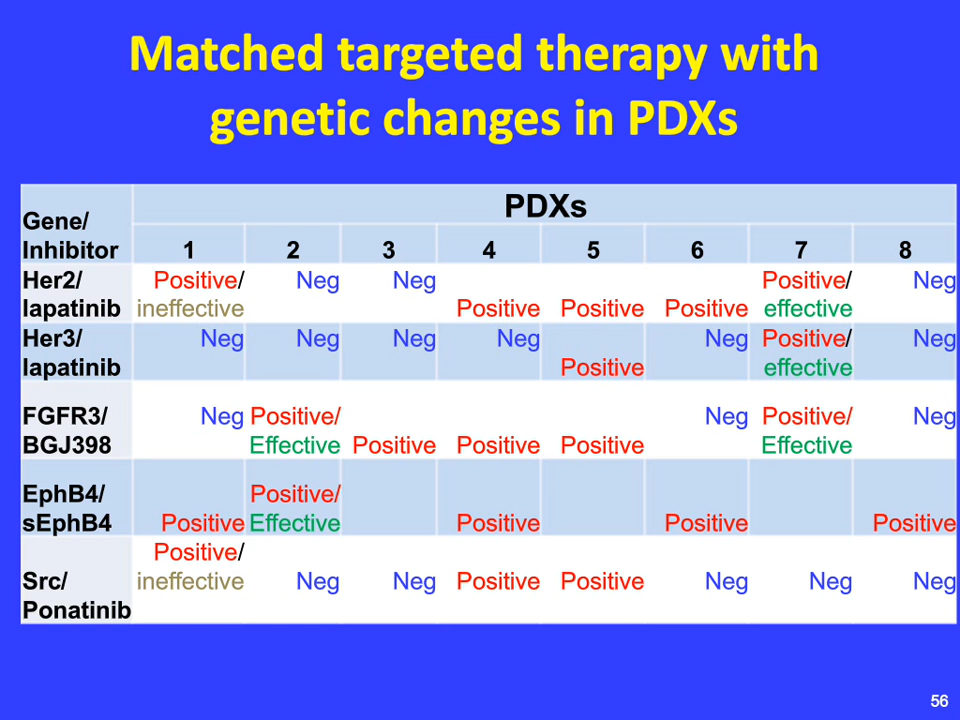 Matched targeted therapy with
genetic changes in PDXs
Gene/
Inhibitor
PDXs
1 2 3 4 5 6 7 8
Her2/ Positive/ Neg Neg Positive/ Neg
lapatinib ineffective Positive Positive Positive effective
Her3/ Neg Neg Neg Neg Neg Positive/ Neg
lapatinib Positive effective
FGFR3/ Neg Positive/ Neg Positive/ Neg
BGJ398 Effective Positive Positive Positive Effective
EphB4/ Positive/
sEphB4 Positive Effective Positive Positive Positive
Positive/
Src/ ineffective Neg Neg Positive Positive Neg Neg Neg
Ponatinib
56